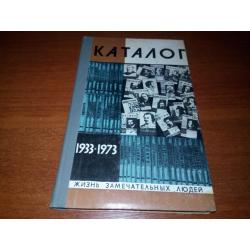 КАТАЛОГ
1933-1973
ЖИЗНЬ ЗАМЕЧАТЕЛЬНЫХ ЛЮДЕЙ